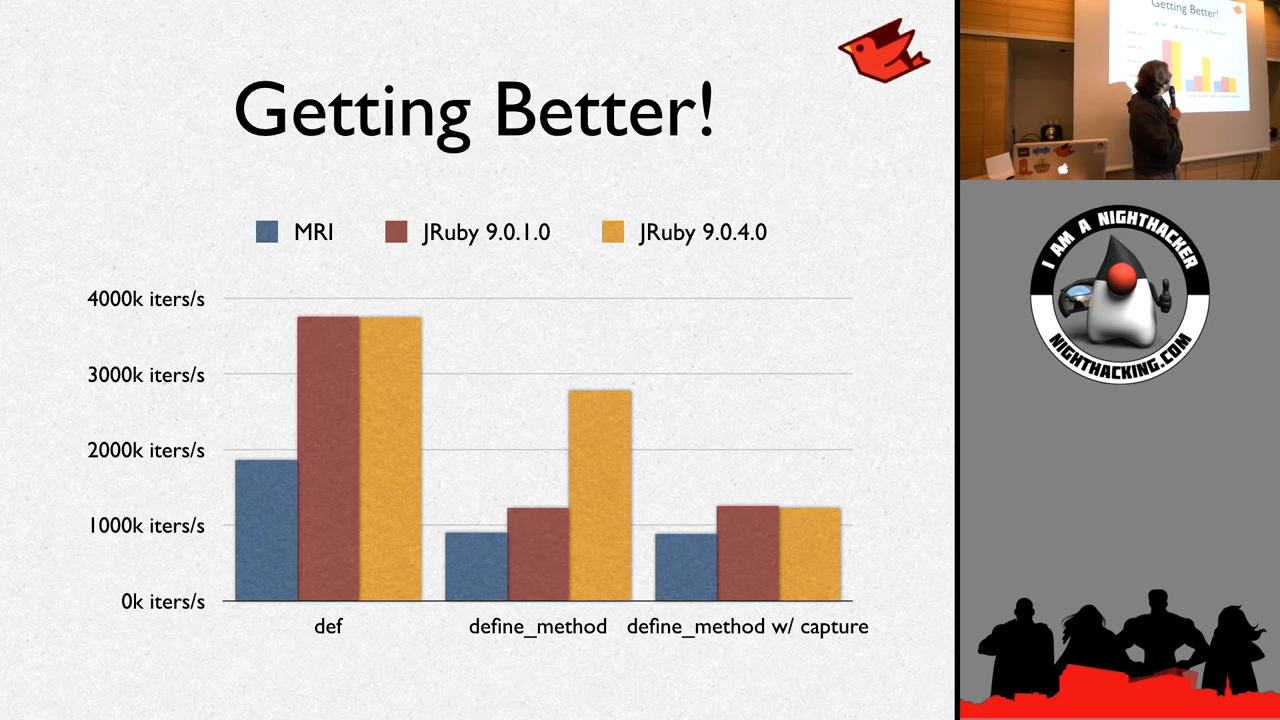 Getting Better!
MRI
JRuby 9.0.1.0
JRuby 9.0.4.0
4000k iters/s
3000k iters/s
2000k iters/s
1000k iters/s
0k iters/s
def
define_method
define_method w/ capture
Getting Better!
I AM A NIGHTHACKER
NIGHTHACKING.COM